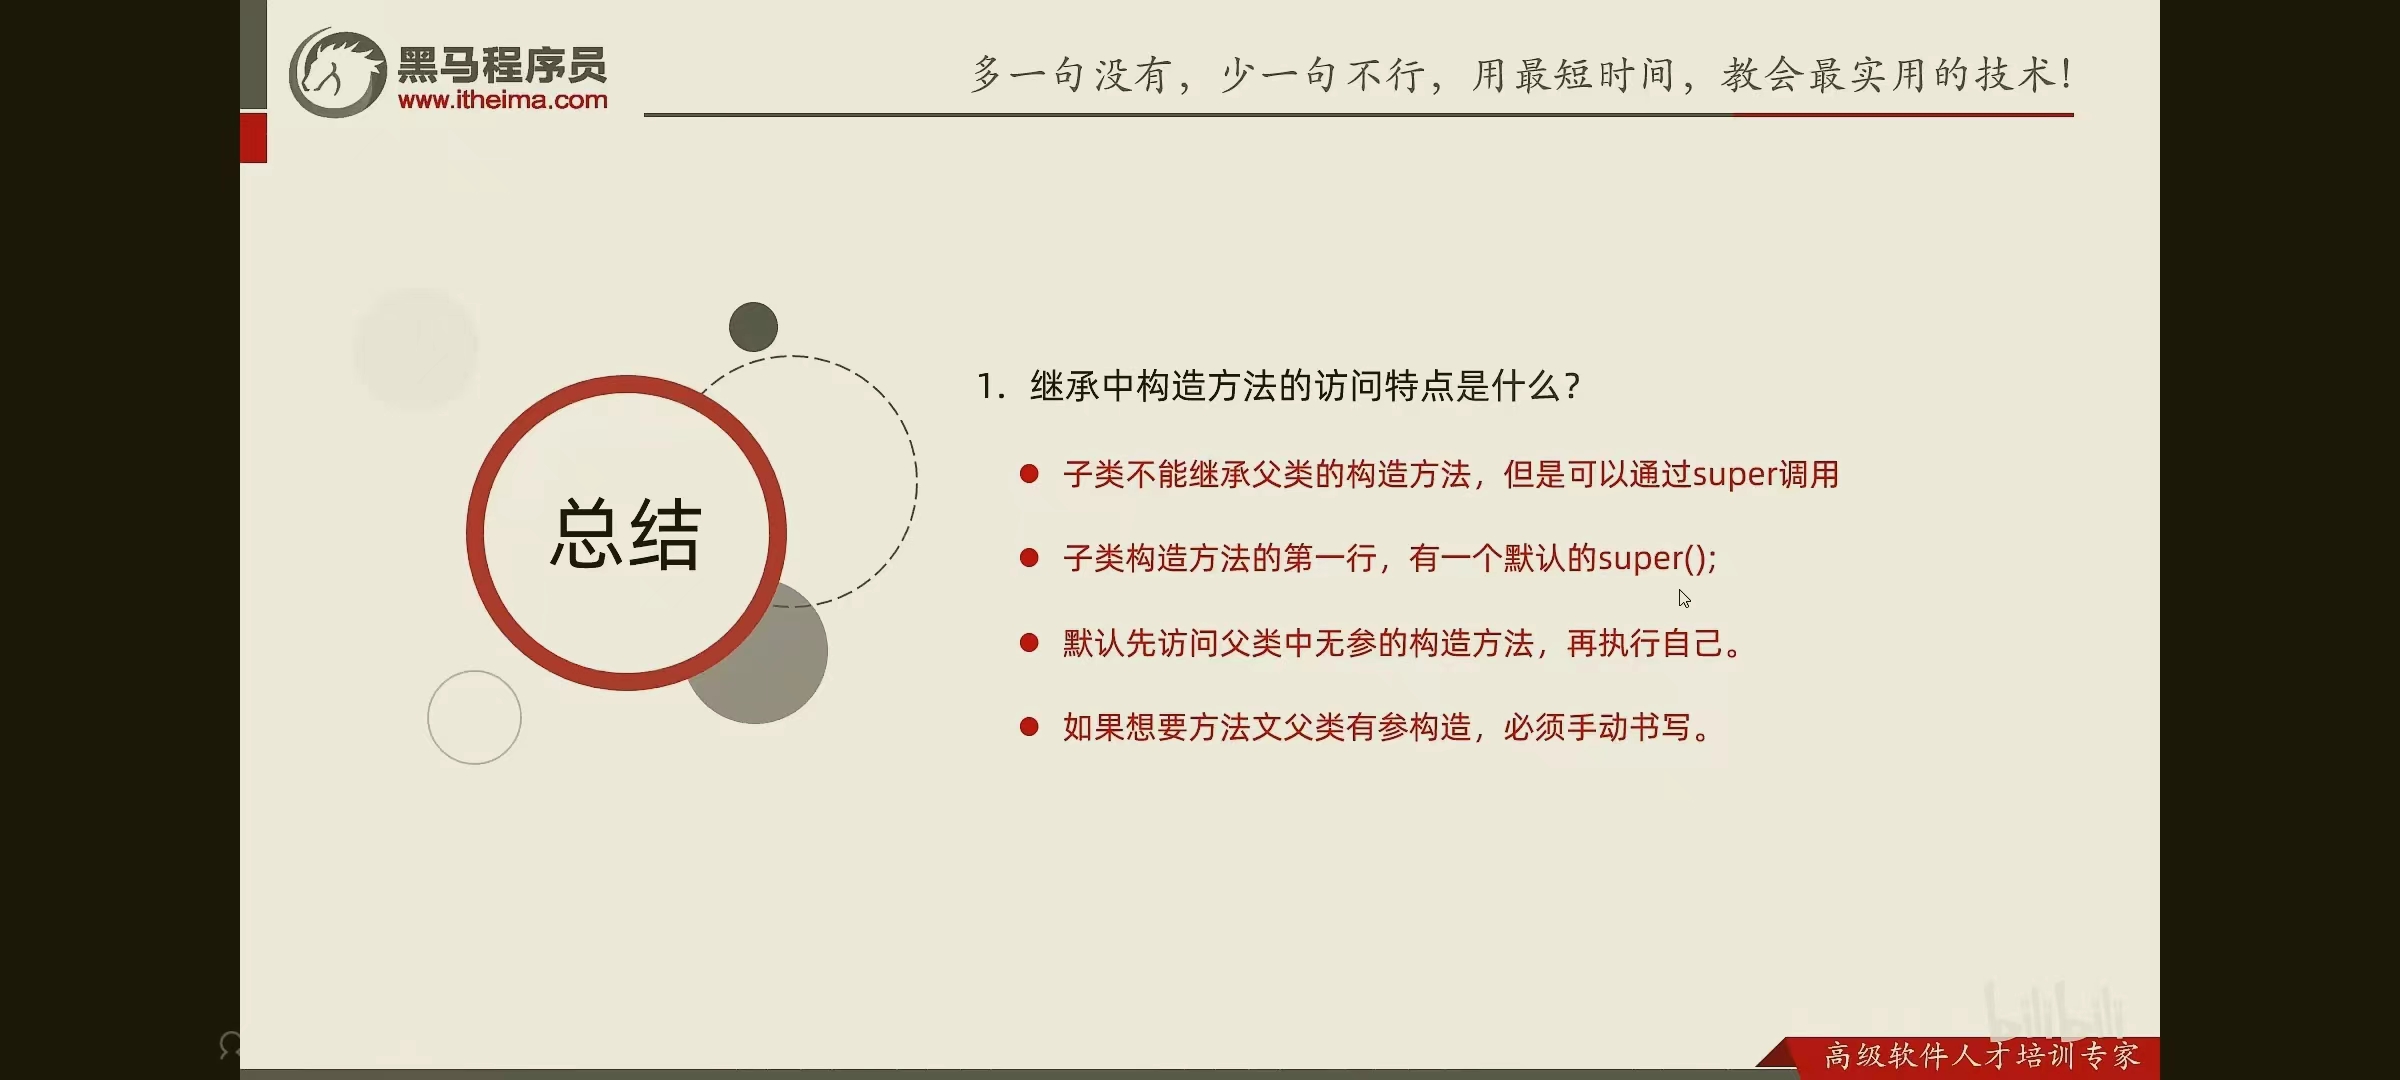 黑马程序员
www.itheima.com
多一句没有，少一句不行，用最短时间，教会最实用的技术！
总结
1. 继承中构造方法的访问特点是什么？
子类不能继承父类的构造方法，但是可以通过super调用
子类构造方法的第一行，有一个默认的super();
默认先访问父类中无参的构造方法，再执行自己。
如果想要方法文父类有参构造，必须手动书写。
bilibili
高级软件人才培训专家